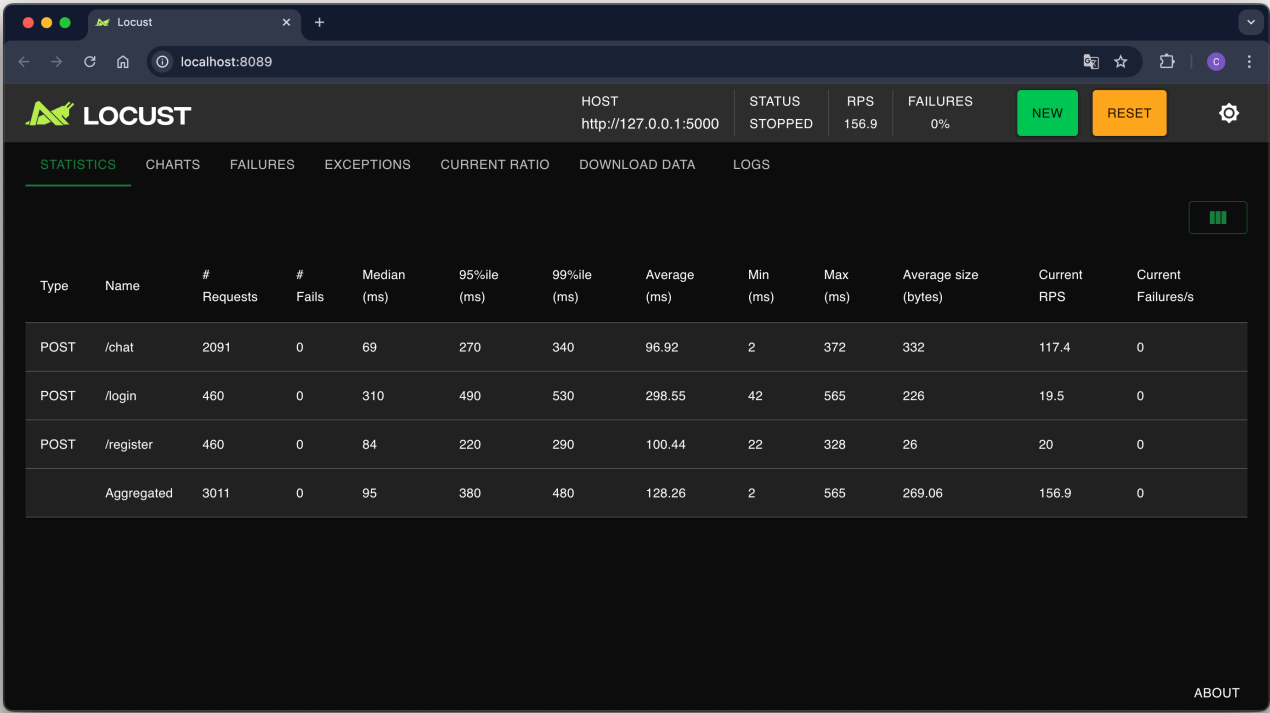 Locust
localhost:8089
C
LOCUST
HOST
http://127.0.0.1:5000
STATUS
STOPPED
RPS
156.9
FAILURES
0%
NEW
RESET
STATISTICS CHARTS FAILURES EXCEPTIONS CURRENT RATIO DOWNLOAD DATA LOGS
Type Name # Requests # Fails Median (ms) 95%ile (ms) 99%ile (ms) Average (ms) Min (ms) Max (ms) Average size (bytes) Current RPS Current Failures/s
POST /chat 2091 0 69 270 340 96.92 2 372 332 117.4 0
POST /login 460 0 310 490 530 298.55 42 565 226 19.5 0
POST /register 460 0 84 220 290 100.44 22 328 26 20 0
Aggregated 3011 0 95 380 480 128.26 2 565 269.06 156.9 0
ABOUT